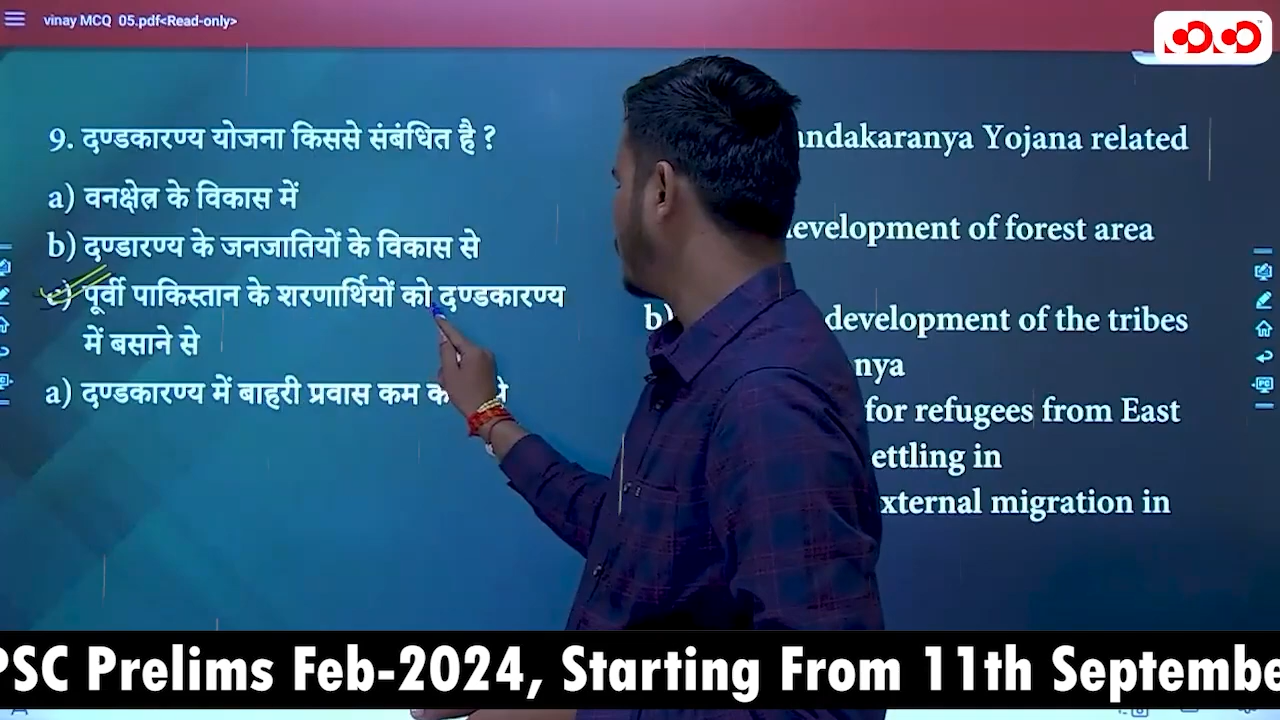 vinay MCQ 05.pdf<Read-only>
9. दण्डकारण्य योजना किससे संबंधित है ?
a) वनक्षेत्र के विकास में
b) दण्डारण्य के जनजातियों के विकास से
c) पूर्वी पाकिस्तान के शरणार्थियों को दण्डकारण्य
में बसाने से
a) दण्डकारण्य में बाहरी प्रवास कम
andakaranya Yojana related
development of forest area
b) development of the tribes
nya
for refugees from East
ettling in
xternal migration in
PSC Prelims Feb-2024, Starting From 11th Septembe